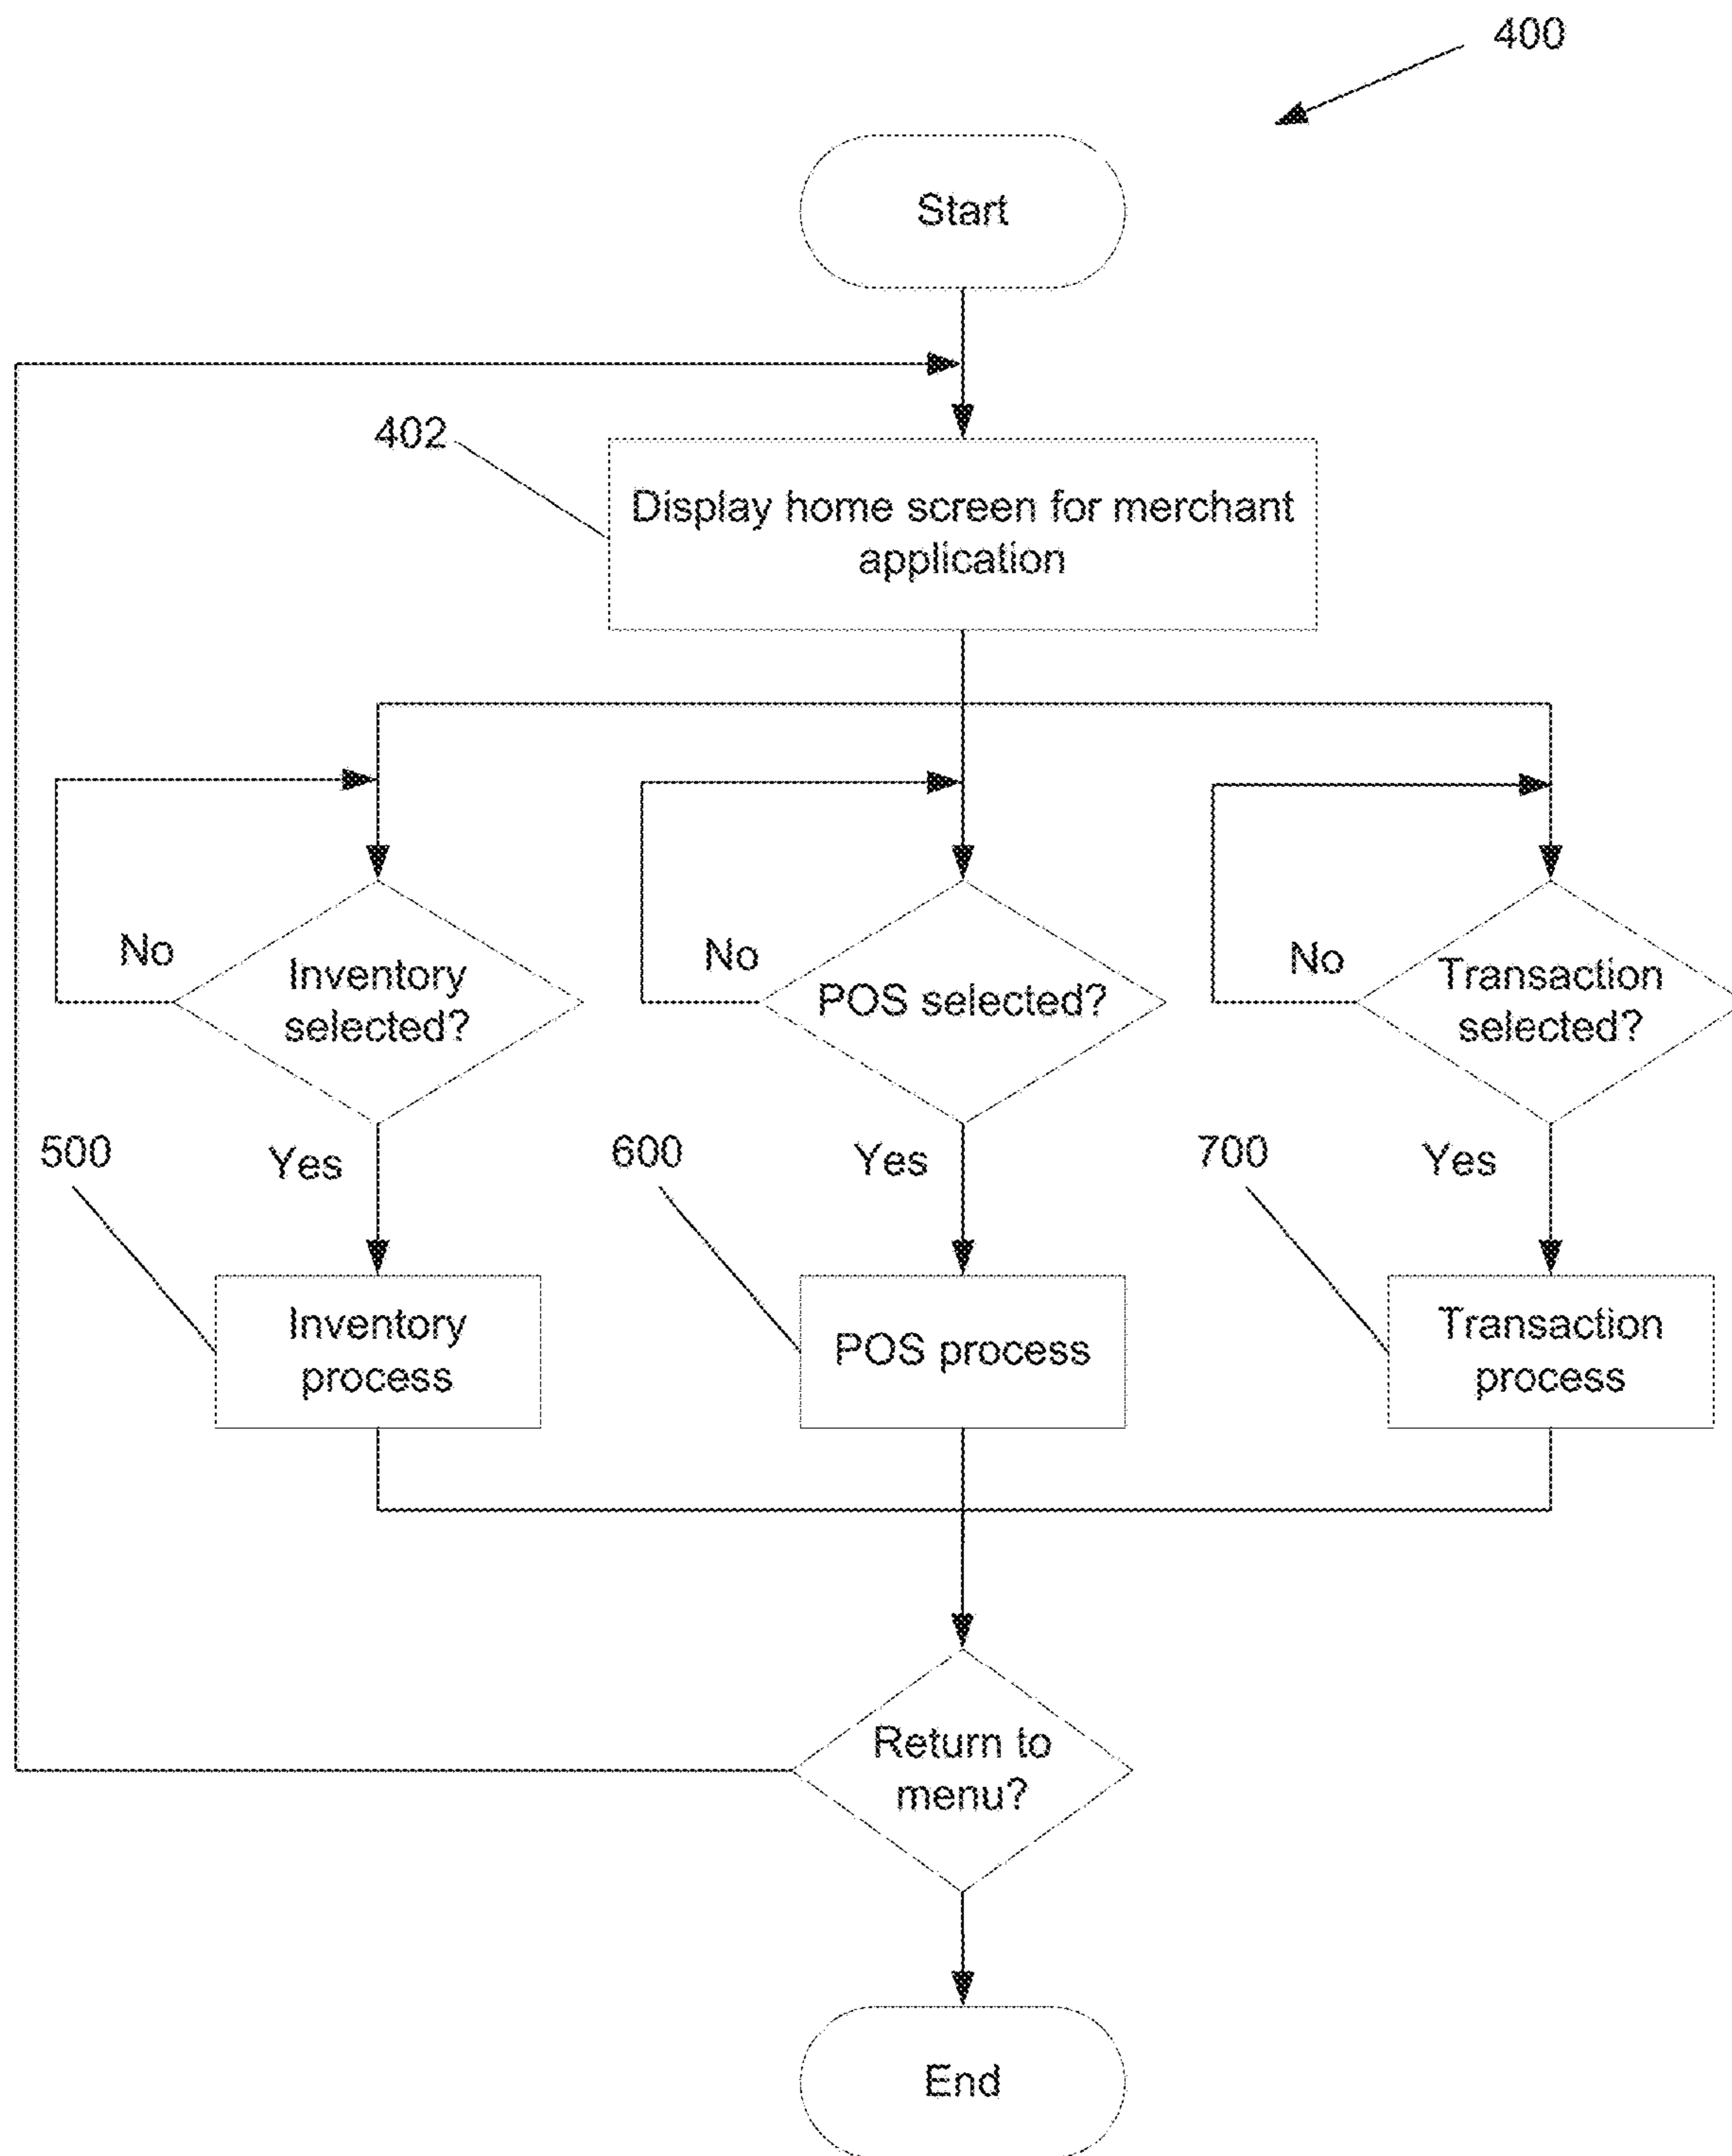 400
Start
402
Display home screen for merchant
application
No
Inventory
selected?
No
POS selected?
No
Transaction
selected?
500
Yes
600
Yes
700
Yes
Inventory
process
POS process
Transaction
process
Return to
menu?
End